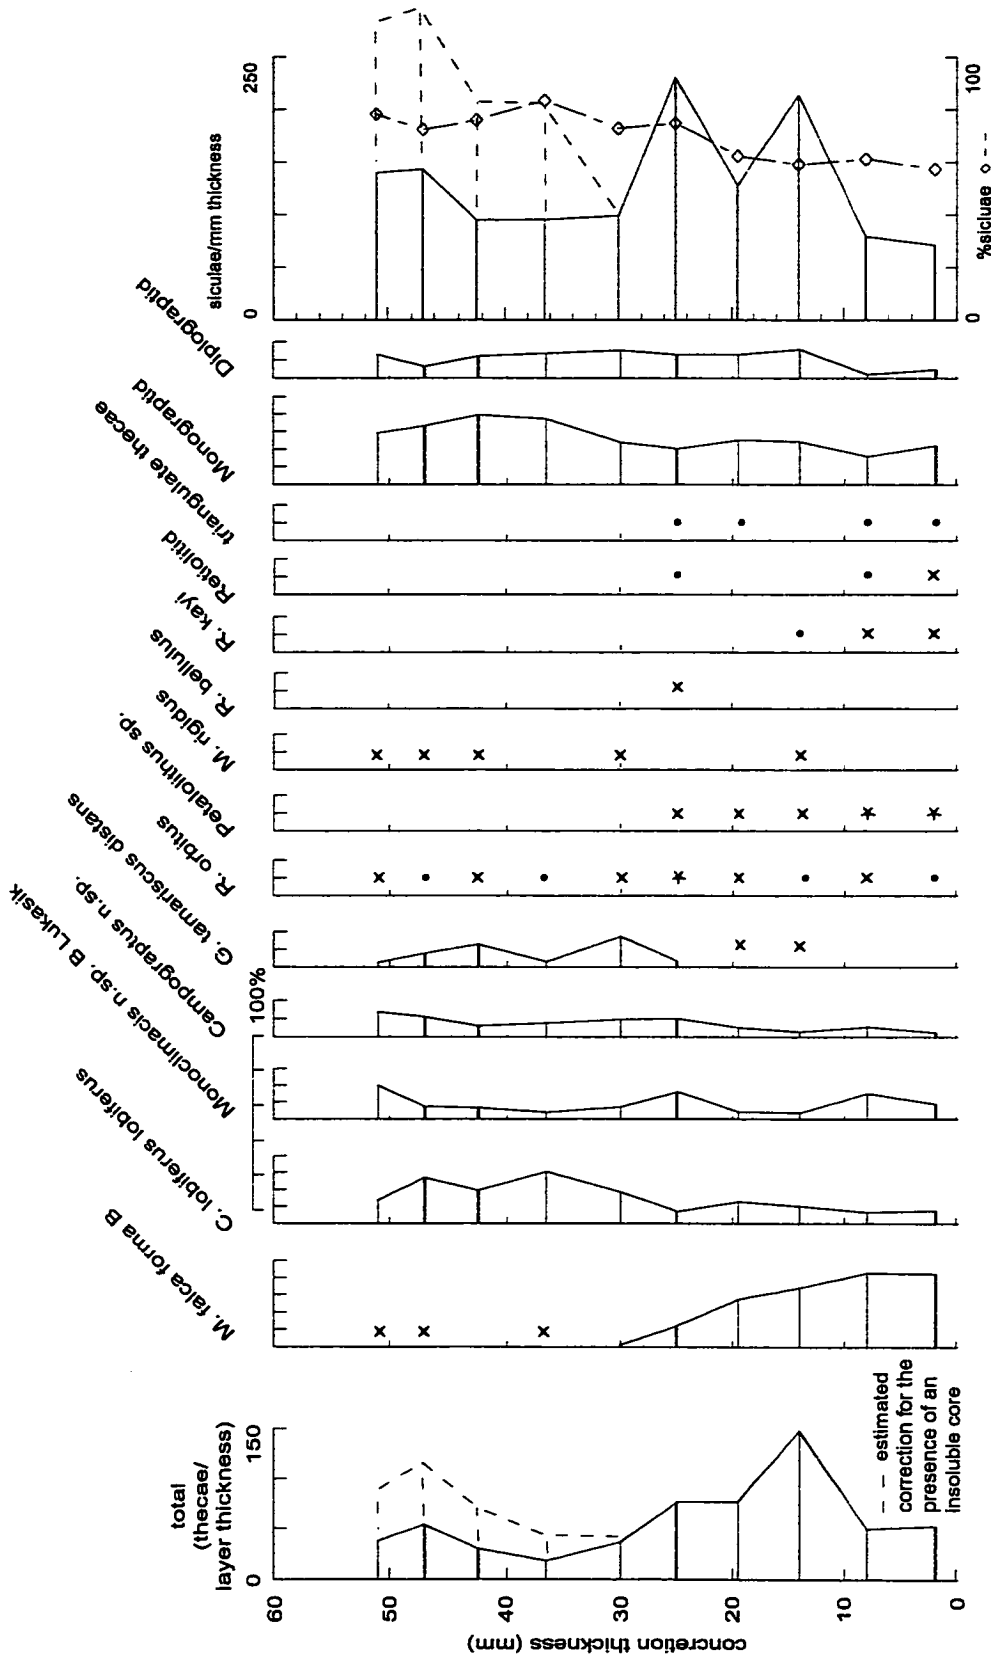 total
(thecae/
layer thickness)
0
150
M. falca forma B
C. lobiferus lobiferus
Monoclimacis n.sp. B Lukasik
Campograptus n.sp.
G. tamariscus distans
R. orbitus
Petalolithus sp.
M. rigidus
R. bellulus
R. kayi
Retiolitid
triangulate thecae
Monograptid
Diplograptid
siculae/mm thickness
0
250
100%
concretion thickness (mm)
60
50
40
30
20
10
0
-- estimated
correction for the
presence of an
insoluble core
0
100
%sicluae ◇ --